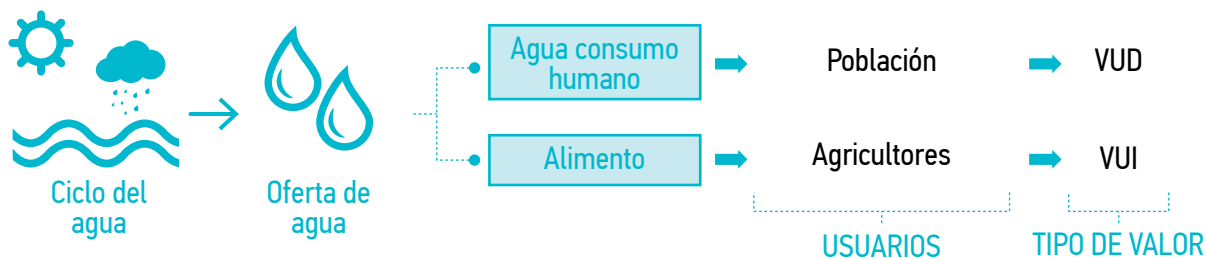 Ciclo del
agua
Oferta de
agua
Agua consumo
humano
Población
VUD
Alimento
Agricultores
VUI
USUARIOS
TIPO DE VALOR